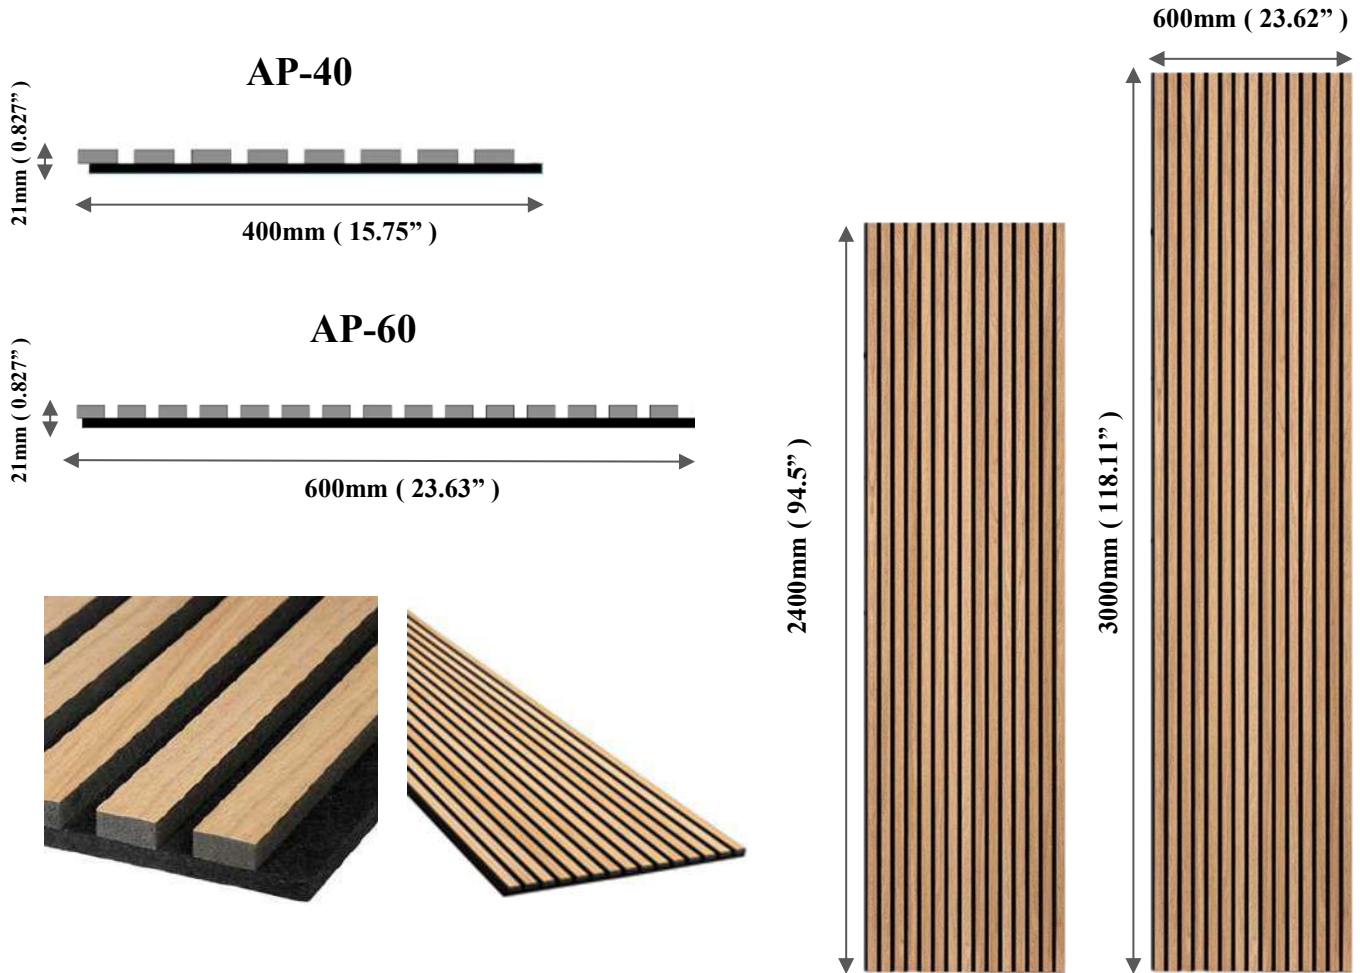 AP-40
21mm ( 0.827” )
400mm ( 15.75” )
AP-60
21mm ( 0.827” )
600mm ( 23.63” )
2400mm ( 94.5” )
600mm ( 23.62” )
3000mm ( 118.11” )